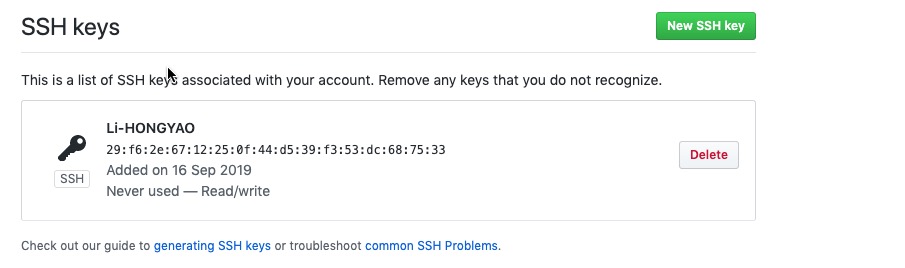 SSH keys
New SSH key
This is a list of SSH keys associated with your account. Remove any keys that you do not recognize.
Li-HONGYAO
29:f6:2e:67:12:25:0f:44:d5:39:f3:53:dc:68:75:33
Added on 16 Sep 2019
Never used — Read/write
SSH
Delete
Check out our guide to generating SSH keys or troubleshoot common SSH Problems.